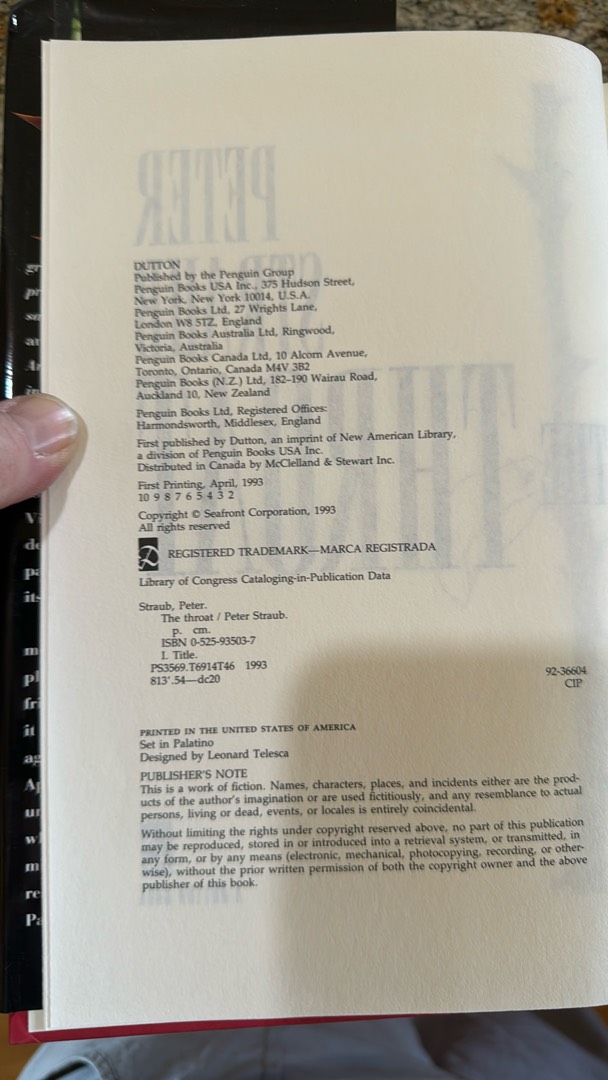 DUTTON
Published by the Penguin Group
Penguin Books USA Inc., 375 Hudson Street,
New York, New York 10014, U.S.A.
Penguin Books Ltd, 27 Wrights Lane,
London W8 5TZ, England
Penguin Books Australia Ltd, Ringwood,
Victoria, Australia
Penguin Books Canada Ltd, 10 Alcorn Avenue,
Toronto, Ontario, Canada M4V 3B2
Penguin Books (N.Z.) Ltd, 182–190 Wairau Road,
Auckland 10, New Zealand
Penguin Books Ltd, Registered Offices:
Harmondsworth, Middlesex, England
First published by Dutton, an imprint of New American Library,
a division of Penguin Books USA Inc.
Distributed in Canada by McClelland & Stewart Inc.
First Printing, April, 1993
10 9 8 7 6 5 4 3 2
Copyright © Seafront Corporation, 1993
All rights reserved
REGISTERED TRADEMARK—MARCA REGISTRADA
Library of Congress Cataloging-in-Publication Data
Straub, Peter.
The throat / Peter Straub.
p. cm.
ISBN 0-525-93503-7
I. Title.
PS3569.T6914T46 1993
813'.54—dc20
92-36604
CIP
PRINTED IN THE UNITED STATES OF AMERICA
Set in Palatino
Designed by Leonard Telesca
PUBLISHER'S NOTE
This is a work of fiction. Names, characters, places, and incidents either are the prod-
ucts of the author's imagination or are used fictitiously, and any resemblance to actual
persons, living or dead, events, or locales is entirely coincidental.
Without limiting the rights under copyright reserved above, no part of this publication
may be reproduced, stored in or introduced into a retrieval system, or transmitted, in
any form, or by any means (electronic, mechanical, photocopying, recording, or other-
wise), without the prior written permission of both the copyright owner and the above
publisher of this book.